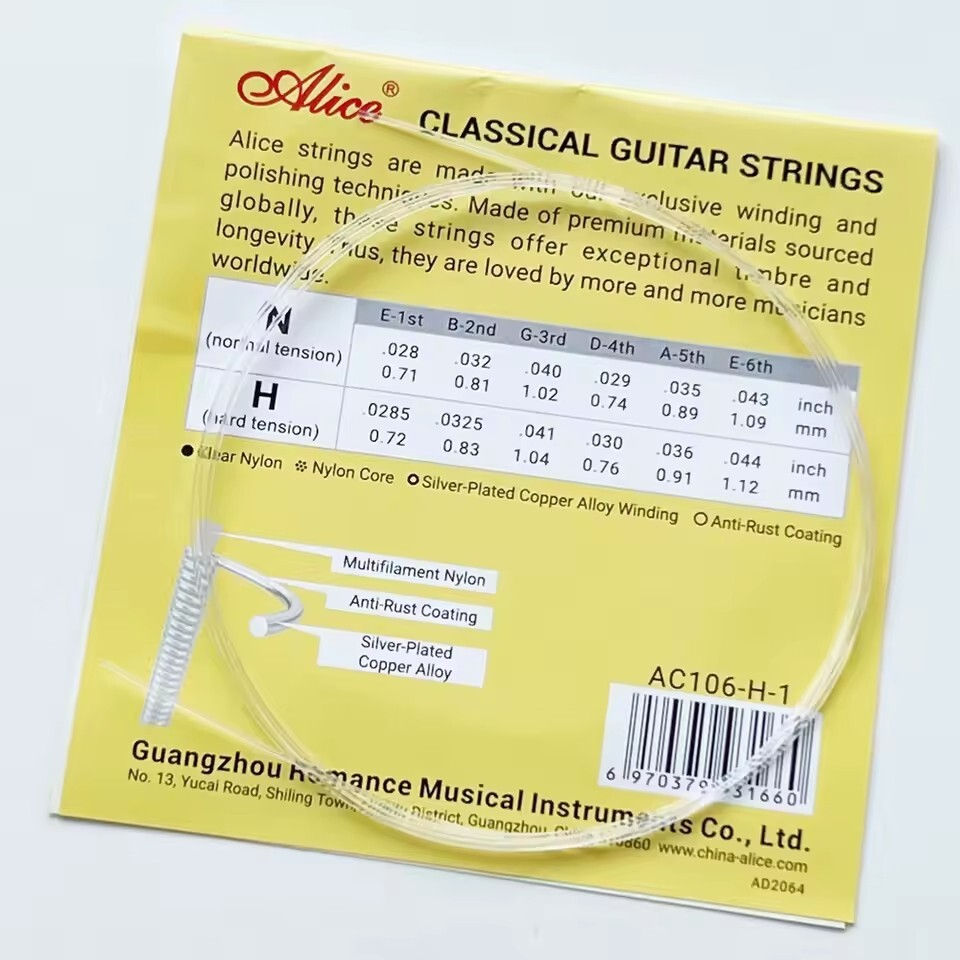 Alice®
CLASSICAL GUITAR STRINGS
Alice strings are made with our exclusive winding and
polishing techniques. Made of premium materials sourced
globally, these strings offer exceptional timbre and
longevity. Thus, they are loved by more and more musicians
worldwide.
E-1st B-2nd G-3rd D-4th A-5th E-6th
N
(normal tension)
.028 .032 .040 .029 .035 .043 inch
0.71 0.81 1.02 0.74 0.89 1.09 mm
H
(hard tension)
.0285 .0325 .041 .030 .036 .044 inch
0.72 0.83 1.04 0.76 0.91 1.12 mm
Clear Nylon Nylon Core Silver-Plated Copper Alloy Winding Anti-Rust Coating
Multifilament Nylon
Anti-Rust Coating
Silver-Plated
Copper Alloy
AC106-H-1
Guangzhou Romance Musical Instruments Co., Ltd.
No. 13, Yucai Road, Shiling Town, District, Guangzhou, China www.china-alice.com
AD2064